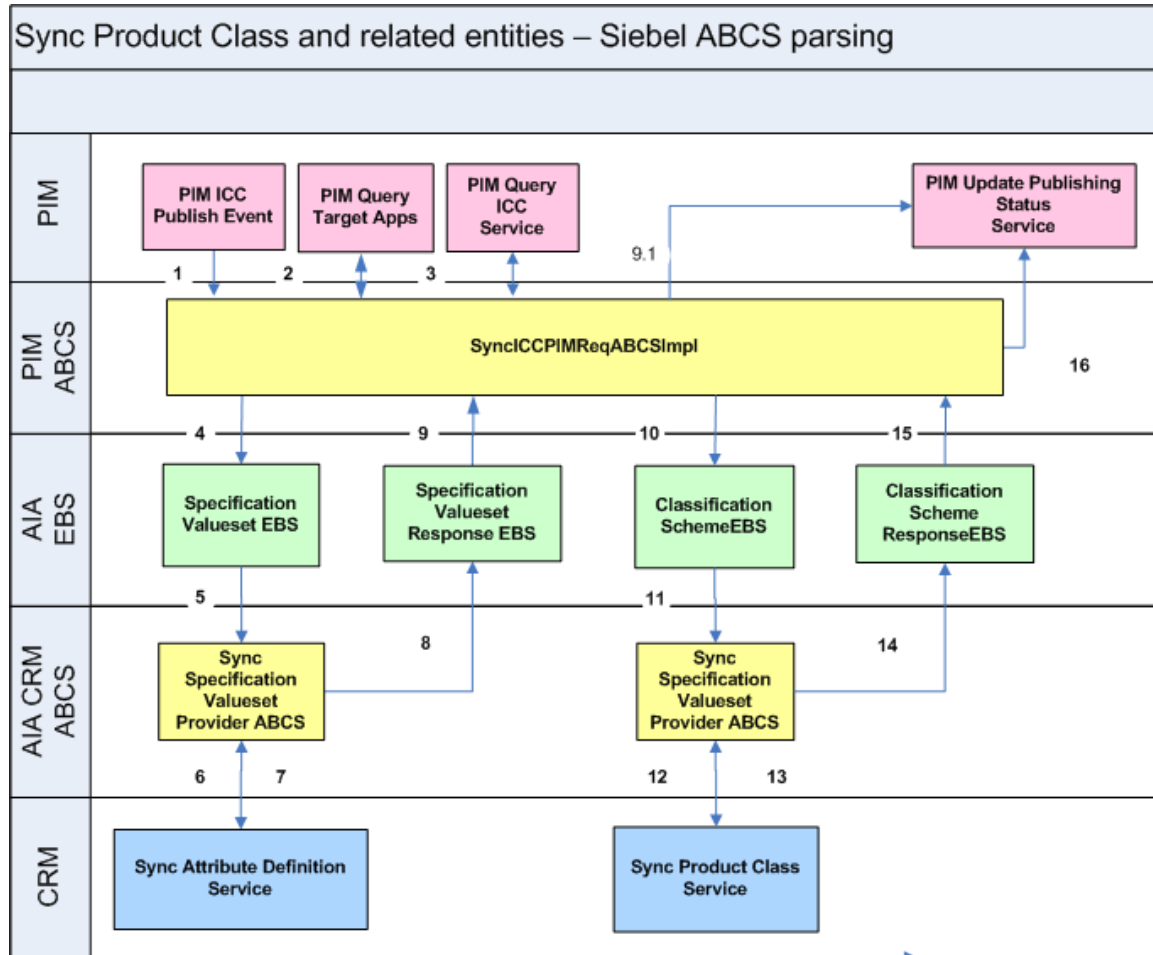 Sync Product Class and related entities – Siebel ABCS parsing
PIM
PIM ICC
Publish Event
PIM Query
Target Apps
PIM Query
ICC
Service
PIM Update Publishing
Status
Service
9.1
1
2
3
PIM
ABCS
SyncICCPIMReqABCSImpl
16
4
9
10
15
AIA
EBS
Specification
Valueset EBS
Specification
Valueset
Response EBS
Classification
SchemeEBS
Classification
Scheme
ResponseEBS
5
11
AIA CRM
ABCS
Sync
Specification
Valueset
Provider ABCS
8
Sync
Specification
Valueset
Provider ABCS
14
6
7
12
13
CRM
Sync Attribute Definition
Service
Sync Product Class
Service